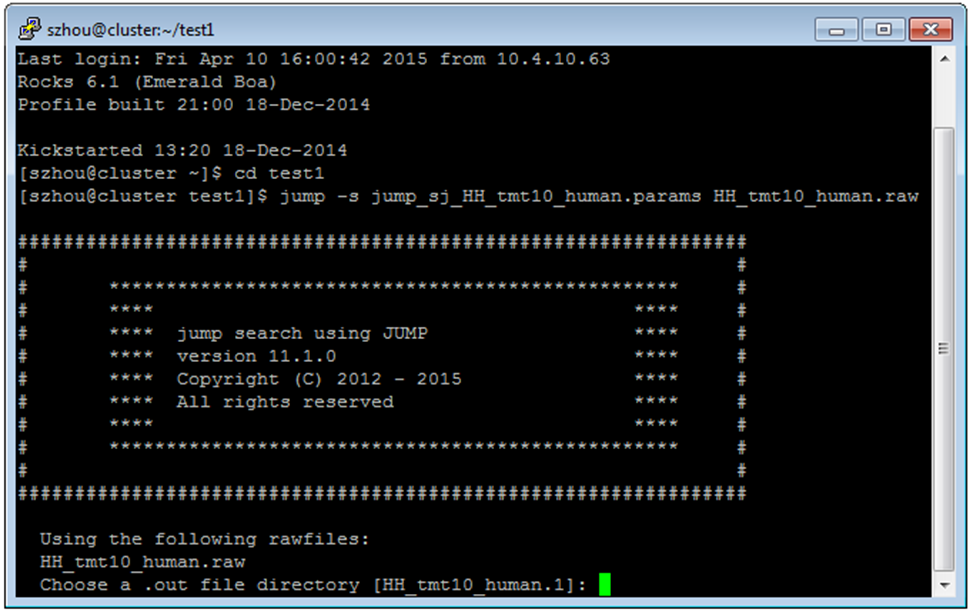 szhou@cluster:~/test1
Last login: Fri Apr 10 16:00:42 2015 from 10.4.10.63
Rocks 6.1 (Emerald Boa)
Profile built 21:00 18-Dec-2014
Kickstarted 13:20 18-Dec-2014
[szhou@cluster ~]$ cd test1
[szhou@cluster test1]$ jump -s jump_sj_HH_tmt10_human.params HH_tmt10_human.raw
################################################################
#                                                              #
#       **************************************************     #
#       ****                                          ****     #
#       ****  jump search using JUMP                  ****     #
#       ****  version 11.1.0                          ****     #
#       ****  Copyright (C) 2012 - 2015               ****     #
#       ****  All rights reserved                     ****     #
#       ****                                          ****     #
#       **************************************************     #
#                                                              #
################################################################
Using the following rawfiles:
HH_tmt10_human.raw
Choose a .out file directory [HH_tmt10_human.1]: